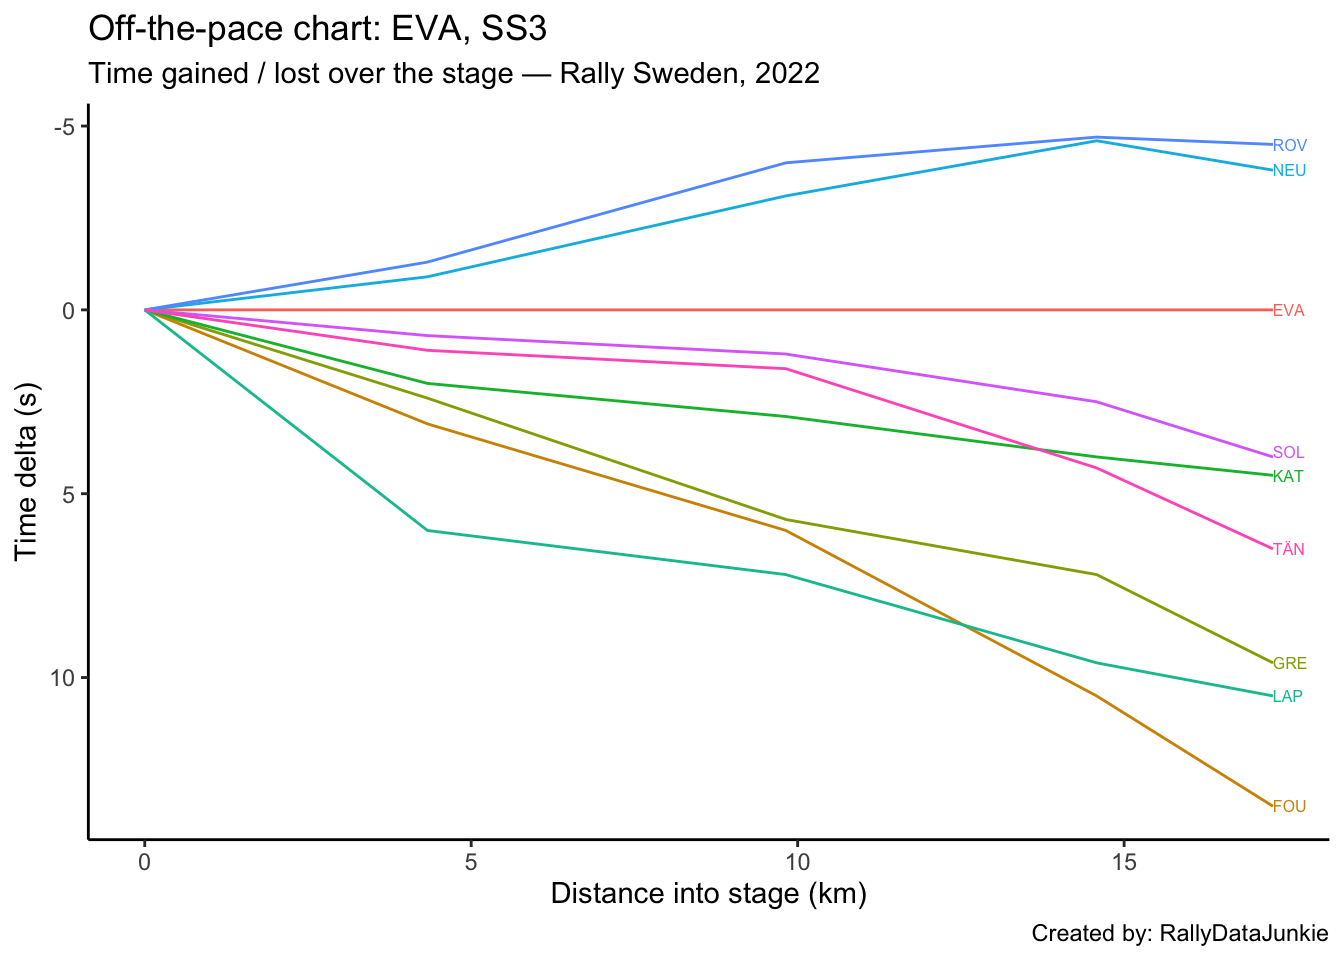 Off-the-pace chart: EVA, SS3
Time gained / lost over the stage — Rally Sweden, 2022
-5
0
5
10
Time delta (s)
ROV
NEU
EVA
SOL
KAT
TÄN
GRE
LAP
FOU
0 5 10 15
Distance into stage (km)
Created by: RallyDataJunkie